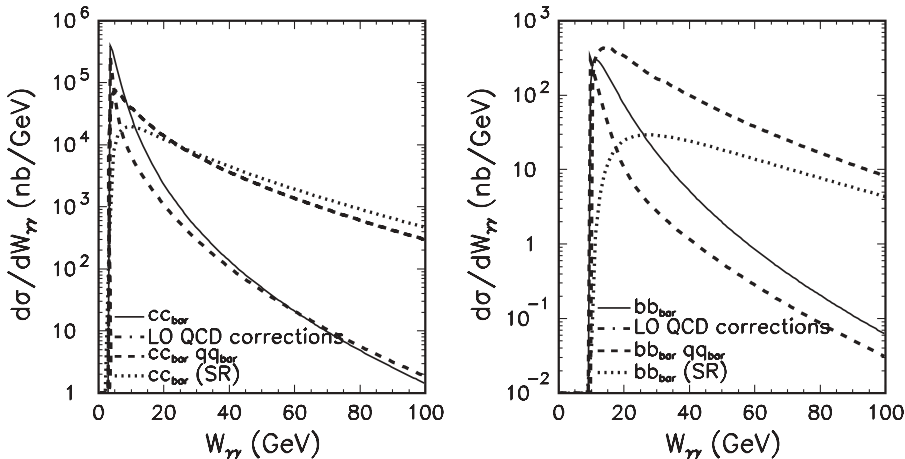 10^6
10^5
10^4
10^3
10^2
10
1
dσ/dW_γγ (nb/GeV)
cc_bar
LO QCD corrections
cc_bar qq_bar
cc_bar (SR)
0 20 40 60 80 100
W_γγ (GeV)
10^3
10^2
10
1
10^-1
10^-2
dσ/dW_γγ (nb/GeV)
bb_bar
LO QCD corrections
bb_bar qq_bar
bb_bar (SR)
0 20 40 60 80 100
W_γγ (GeV)